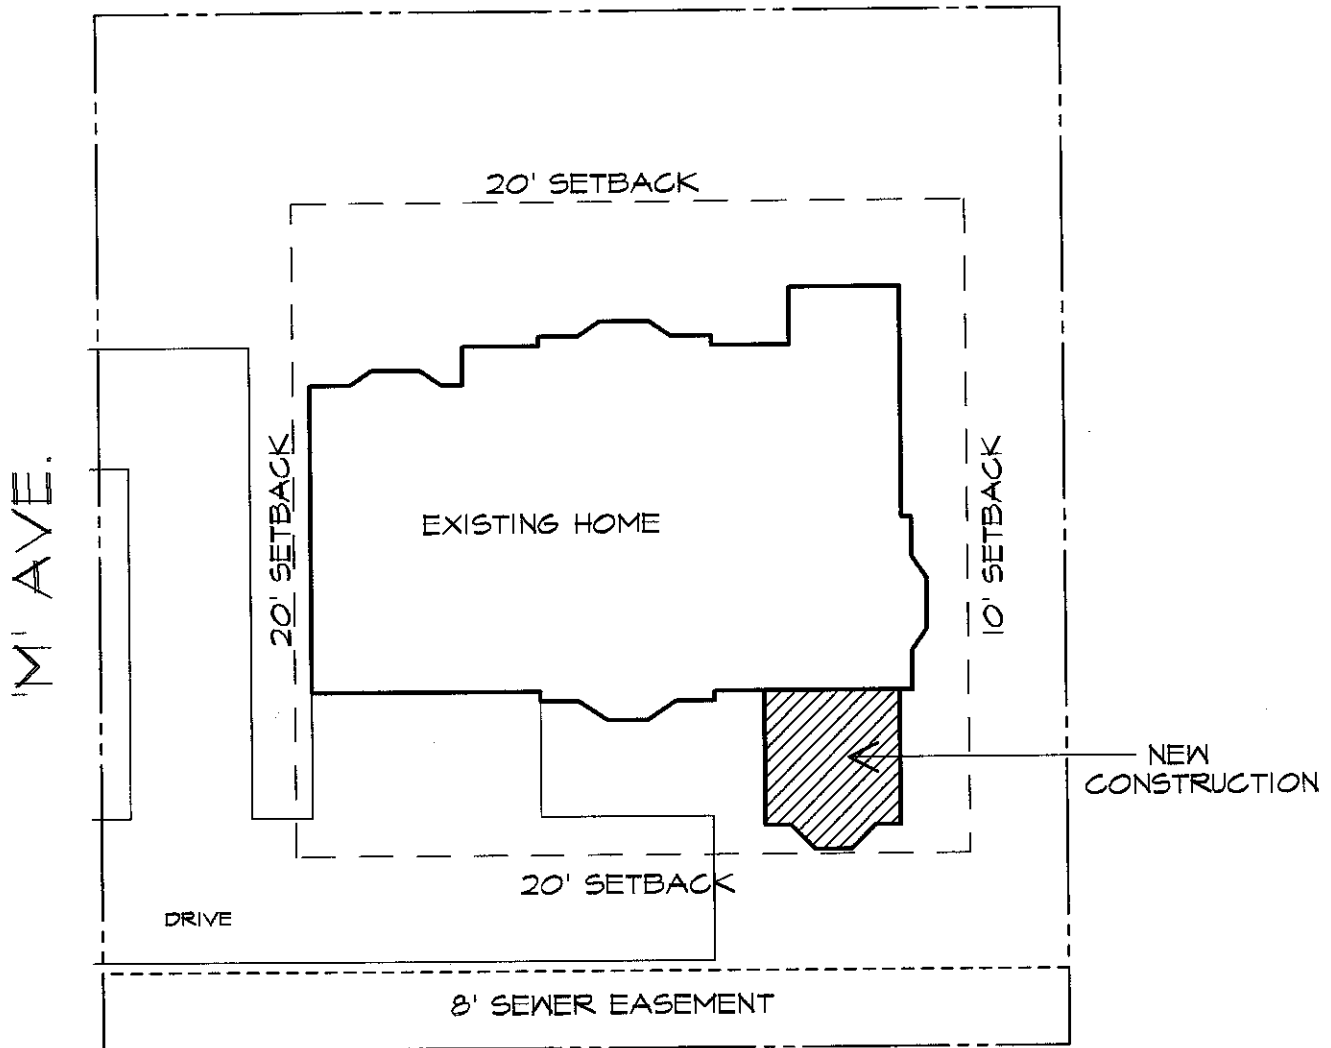 20' SETBACK
'M' AVE.
20' SETBACK
EXISTING HOME
10' SETBACK
NEW
CONSTRUCTION
20' SETBACK
DRIVE
8' SEWER EASEMENT